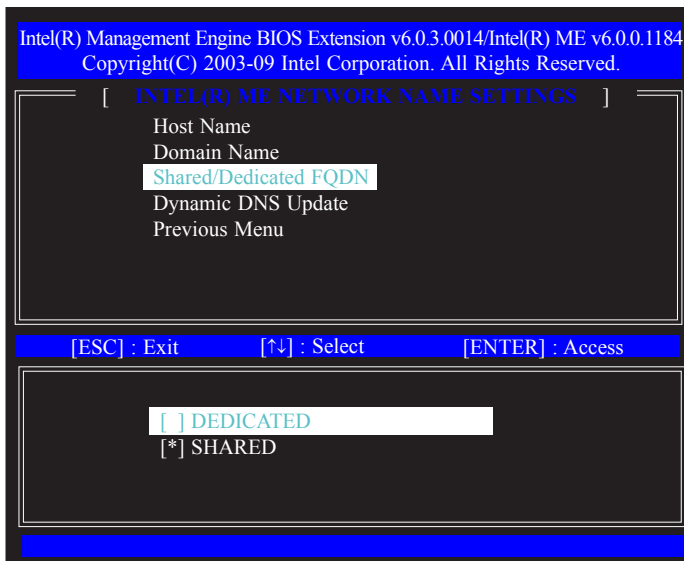 Intel(R) Management Engine BIOS Extension v6.0.3.0014/Intel(R) ME v6.0.0.1184
Copyright(C) 2003-09 Intel Corporation. All Rights Reserved.
[ INTEL(R) ME NETWORK NAME SETTINGS ]
Host Name
Domain Name
Shared/Dedicated FQDN
Dynamic DNS Update
Previous Menu
[ESC] : Exit [↑↓] : Select [ENTER] : Access
[ ] DEDICATED
[*] SHARED